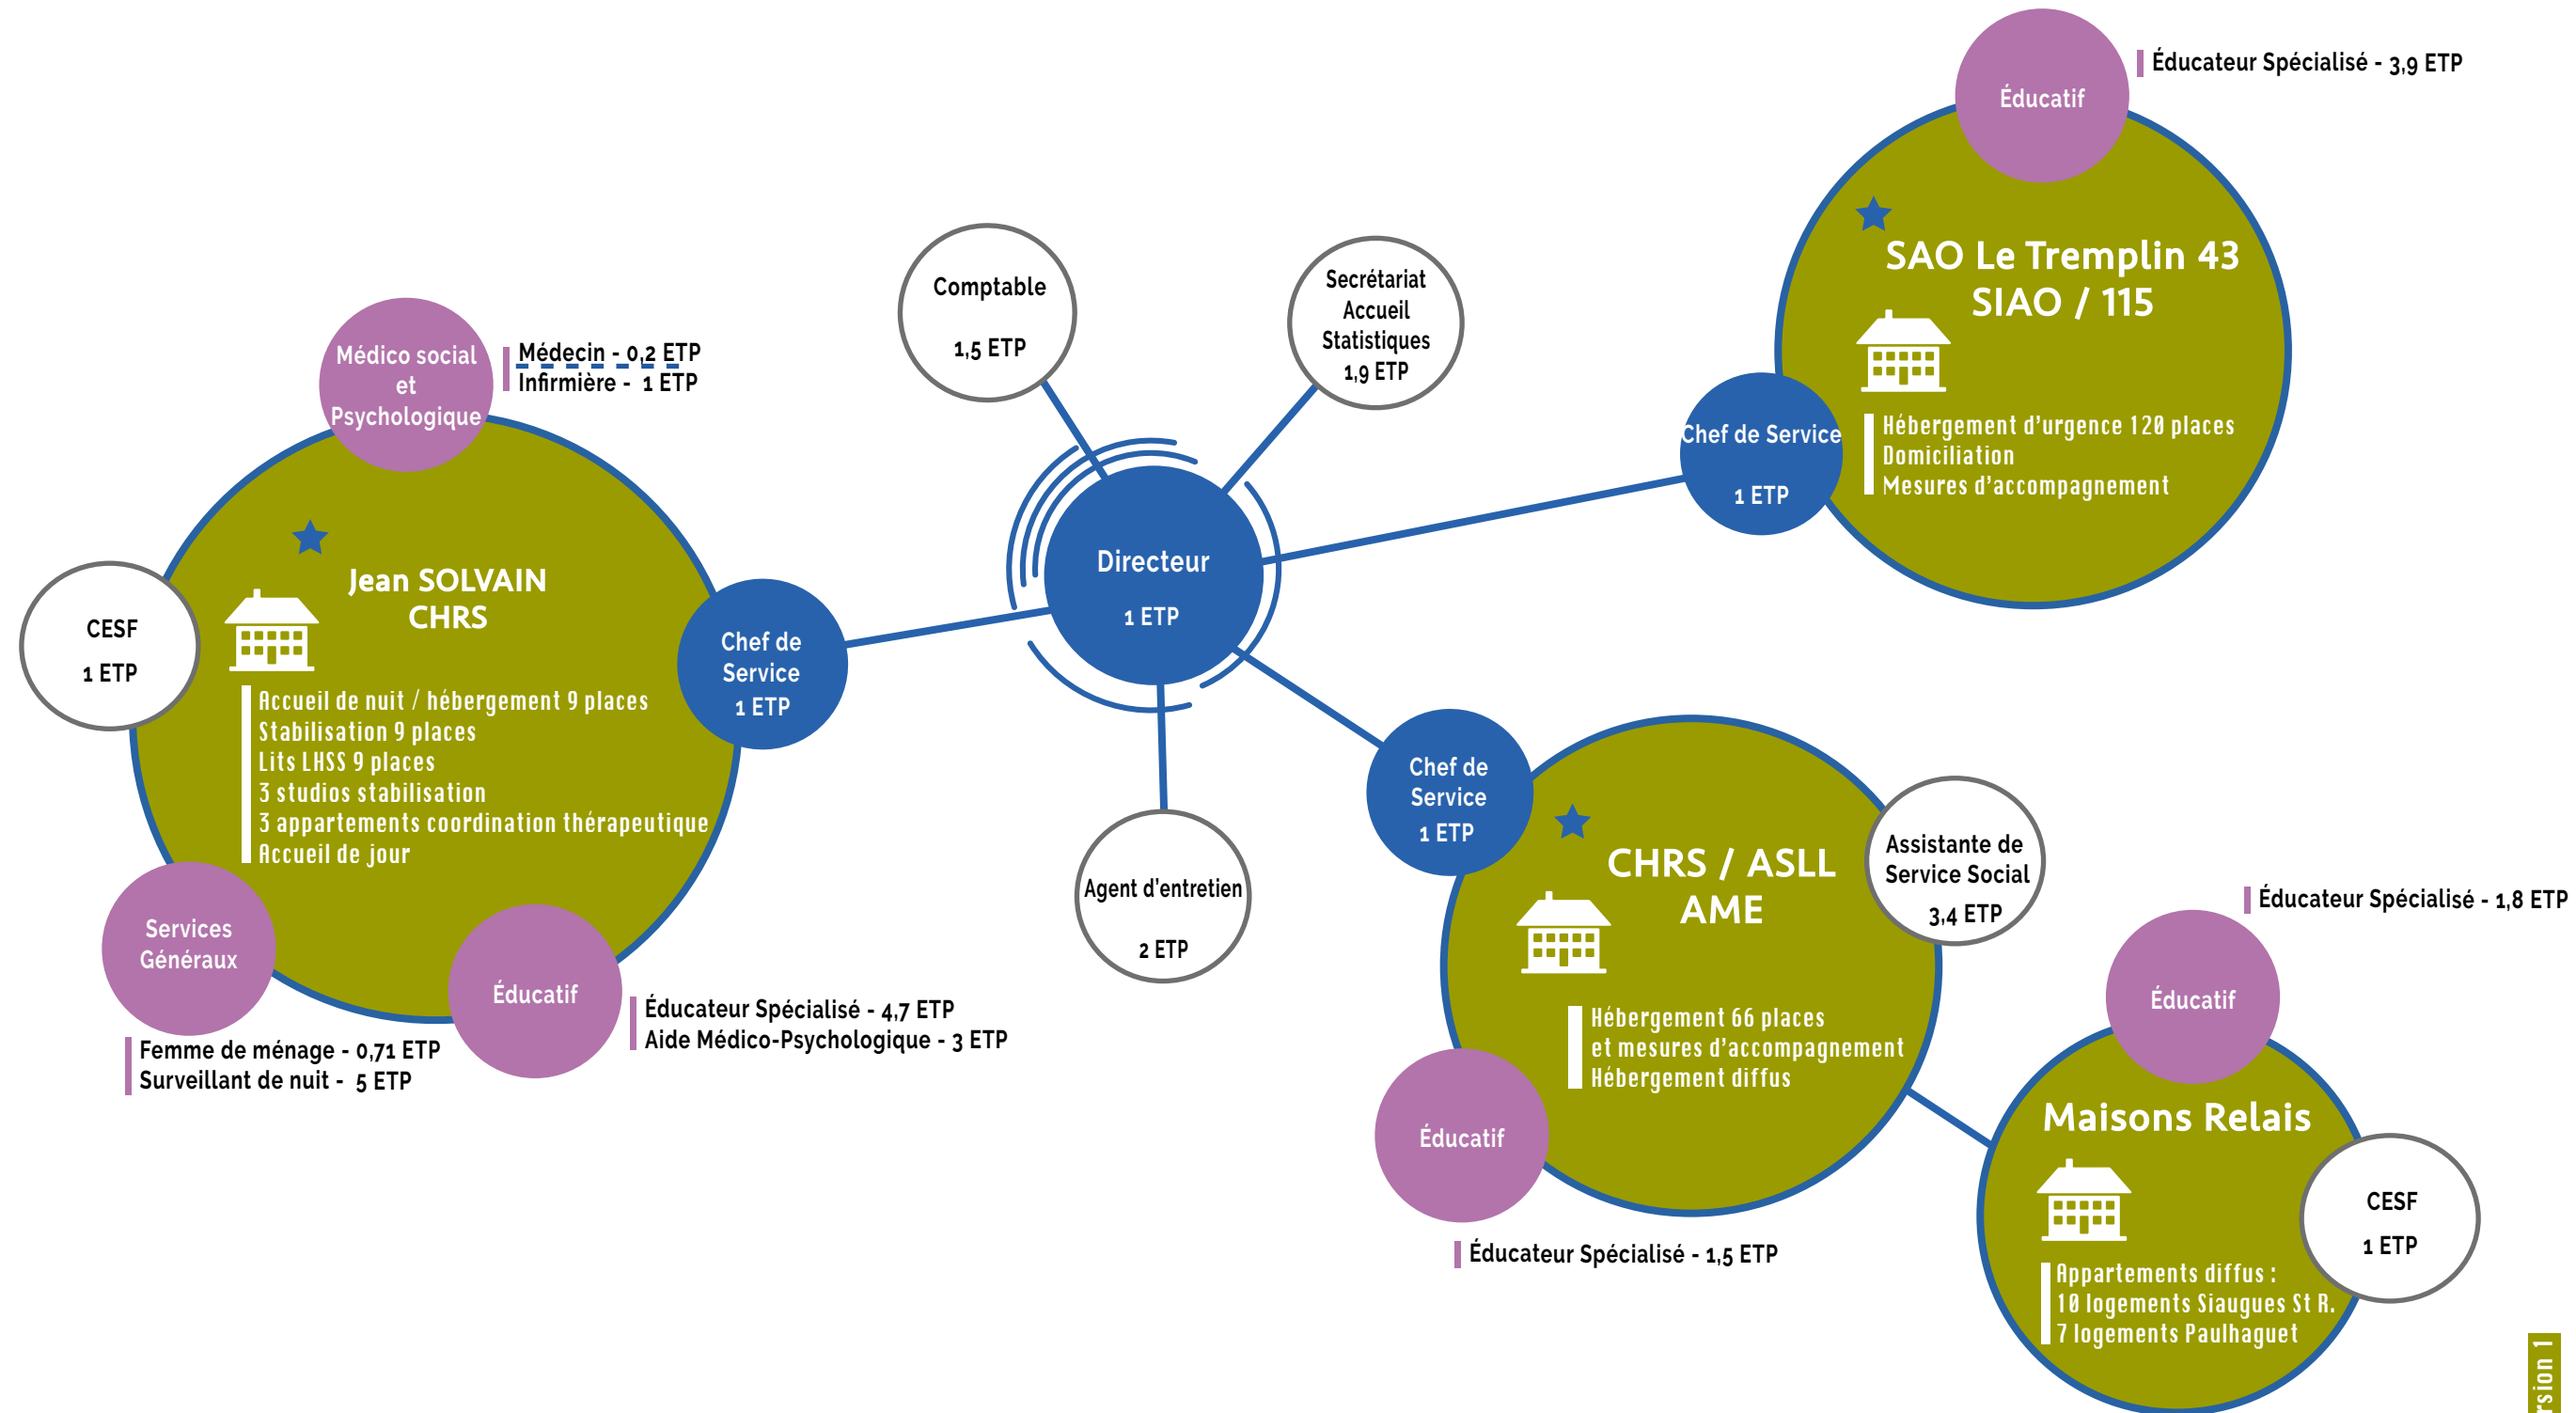 Éducatif
Éducateur Spécialisé - 3,9 ETP
SAO Le Tremplin 43
SIAO / 115
Hébergement d'urgence 120 places
Domiciliation
Mesures d'accompagnement
Chef de Service
1 ETP
Comptable
1,5 ETP
Secrétariat
Accueil
Statistiques
1,9 ETP
Directeur
1 ETP
Médico social
et
Psychologique
Médecin - 0,2 ETP
Infirmière - 1 ETP
Jean SOLVAIN
CHRS
CESF
1 ETP
Chef de
Service
1 ETP
Accueil de nuit / hébergement 9 places
Stabilisation 9 places
Lits LHSS 9 places
3 studios stabilisation
3 appartements coordination thérapeutique
Accueil de jour
Services
Généraux
Femme de ménage - 0,71 ETP
Surveillant de nuit - 5 ETP
Éducatif
Éducateur Spécialisé - 4,7 ETP
Aide Médico-Psychologique - 3 ETP
Agent d'entretien
2 ETP
Chef de
Service
1 ETP
CHRS / ASLL
AME
Assistante de
Service Social
3,4 ETP
Hébergement 66 places
et mesures d'accompagnement
Hébergement diffus
Éducatif
Éducateur Spécialisé - 1,5 ETP
Éducateur Spécialisé - 1,8 ETP
Éducatif
Maisons Relais
CESF
1 ETP
Appartements diffus :
10 logements Siaugues St R.
7 logements Paulhaguet
rsion 1